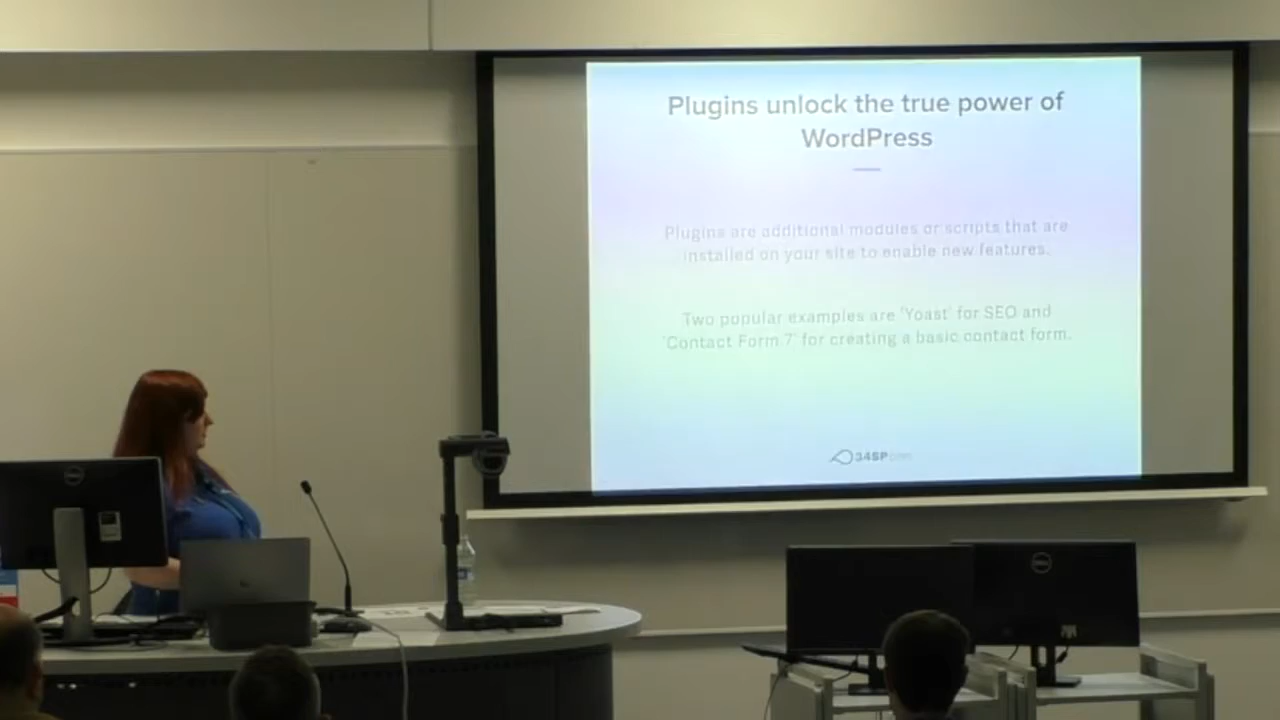 Plugins unlock the true power of
WordPress
Plugins are additional modules or scripts that are
installed on your site to enable new features.
Two popular examples are 'Yoast' for SEO and
'Contact Form 7' for creating a basic contact form.
34SP.com
DELL
DELL